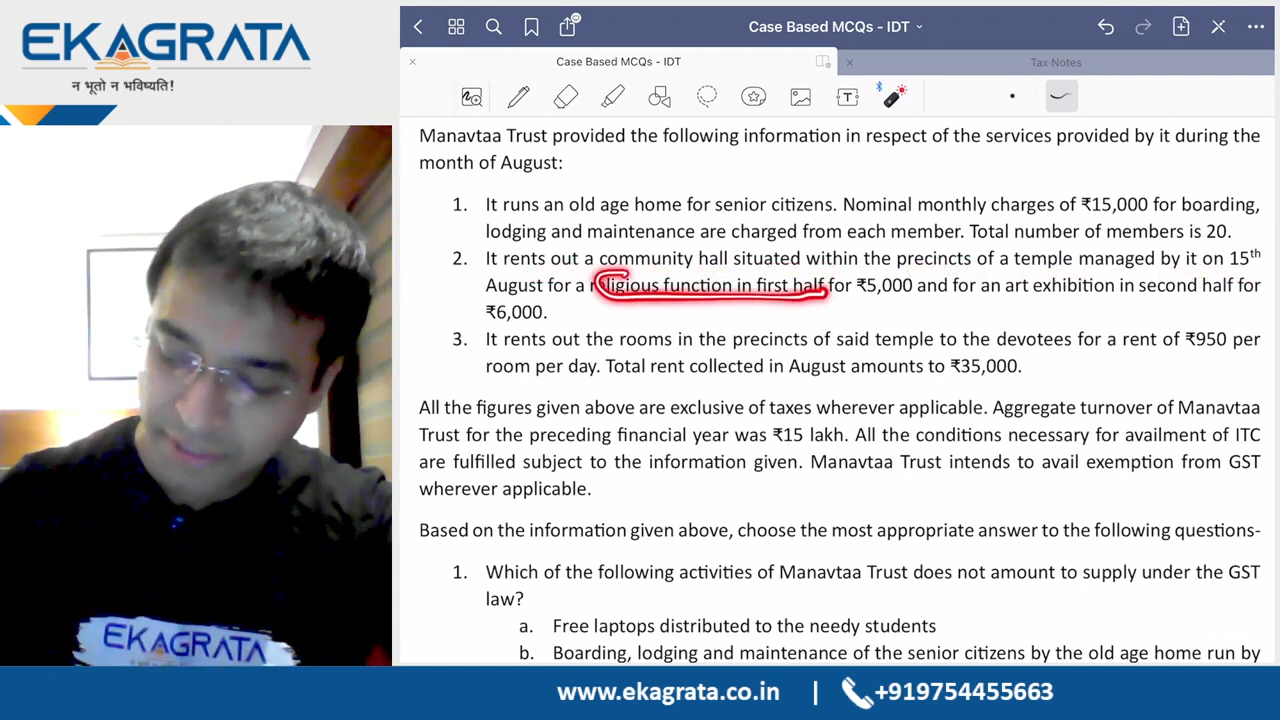 EKAGRATA
न भूतो न भविष्यति!
Case Based MCQs - IDT
Case Based MCQs - IDT
Tax Notes
Manavtaa Trust provided the following information in respect of the services provided by it during the
month of August:
1. It runs an old age home for senior citizens. Nominal monthly charges of ₹15,000 for boarding,
lodging and maintenance are charged from each member. Total number of members is 20.
2. It rents out a community hall situated within the precincts of a temple managed by it on 15th
August for a religious function in first half for ₹5,000 and for an art exhibition in second half for
₹6,000.
3. It rents out the rooms in the precincts of said temple to the devotees for a rent of ₹950 per
room per day. Total rent collected in August amounts to ₹35,000.
All the figures given above are exclusive of taxes wherever applicable. Aggregate turnover of Manavtaa
Trust for the preceding financial year was ₹15 lakh. All the conditions necessary for availment of ITC
are fulfilled subject to the information given. Manavtaa Trust intends to avail exemption from GST
wherever applicable.
Based on the information given above, choose the most appropriate answer to the following questions-
1. Which of the following activities of Manavtaa Trust does not amount to supply under the GST
law?
a. Free laptops distributed to the needy students
b. Boarding, lodging and maintenance of the senior citizens by the old age home run by
EKAGRATA
www.ekagrata.co.in | +919754455663